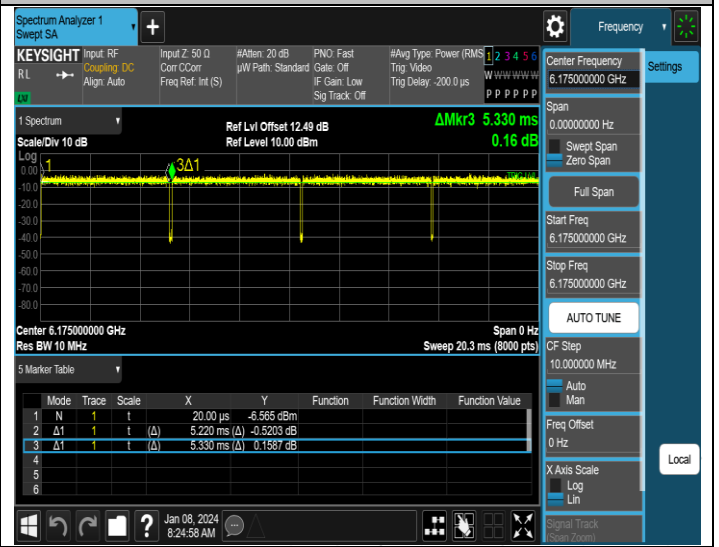 Spectrum Analyzer 1
Swept SA
+
Frequency
KEYSIGHT
RL
Input: RF
Coupling: DC
Align: Auto
Input Z: 50 Ω
Corr CCorr
Freq Ref: Int (S)
#Atten: 20 dB
µW Path: Standard
PNO: Fast
Gate: Off
IF Gain: Low
Sig Track: Off
#Avg Type: Power (RMS
Trig: Video
Trig Delay: -200.0 µs
1 2 3 4 5 6
W W W W W W
P P P P P P
LXI
1 Spectrum
Scale/Div 10 dB
Ref Lvl Offset 12.49 dB
Ref Level 10.00 dBm
ΔMkr3 5.330 ms
0.16 dB
Log
1
3Δ1
0.00
-10.0
-20.0
-30.0
-40.0
-50.0
-60.0
-70.0
-80.0
Center 6.175000000 GHz
Res BW 10 MHz
Span 0 Hz
Sweep 20.3 ms (8000 pts)
5 Marker Table
Mode Trace Scale X Y Function Function Width Function Value
1 N 1 t 20.00 µs -6.565 dBm
2 Δ1 1 t (Δ) 5.220 ms (Δ) -0.5203 dB
3 Δ1 1 t (Δ) 5.330 ms (Δ) 0.1587 dB
4
5
6
?
Jan 08, 2024
8:24:58 AM
Center Frequency
6.175000000 GHz
Span
0.00000000 Hz
Swept Span
Zero Span
Full Span
Start Freq
6.175000000 GHz
Stop Freq
6.175000000 GHz
AUTO TUNE
CF Step
10.000000 MHz
Auto
Man
Freq Offset
0 Hz
X Axis Scale
Log
Lin
Signal Track
(Span Zoom)
Settings
Local